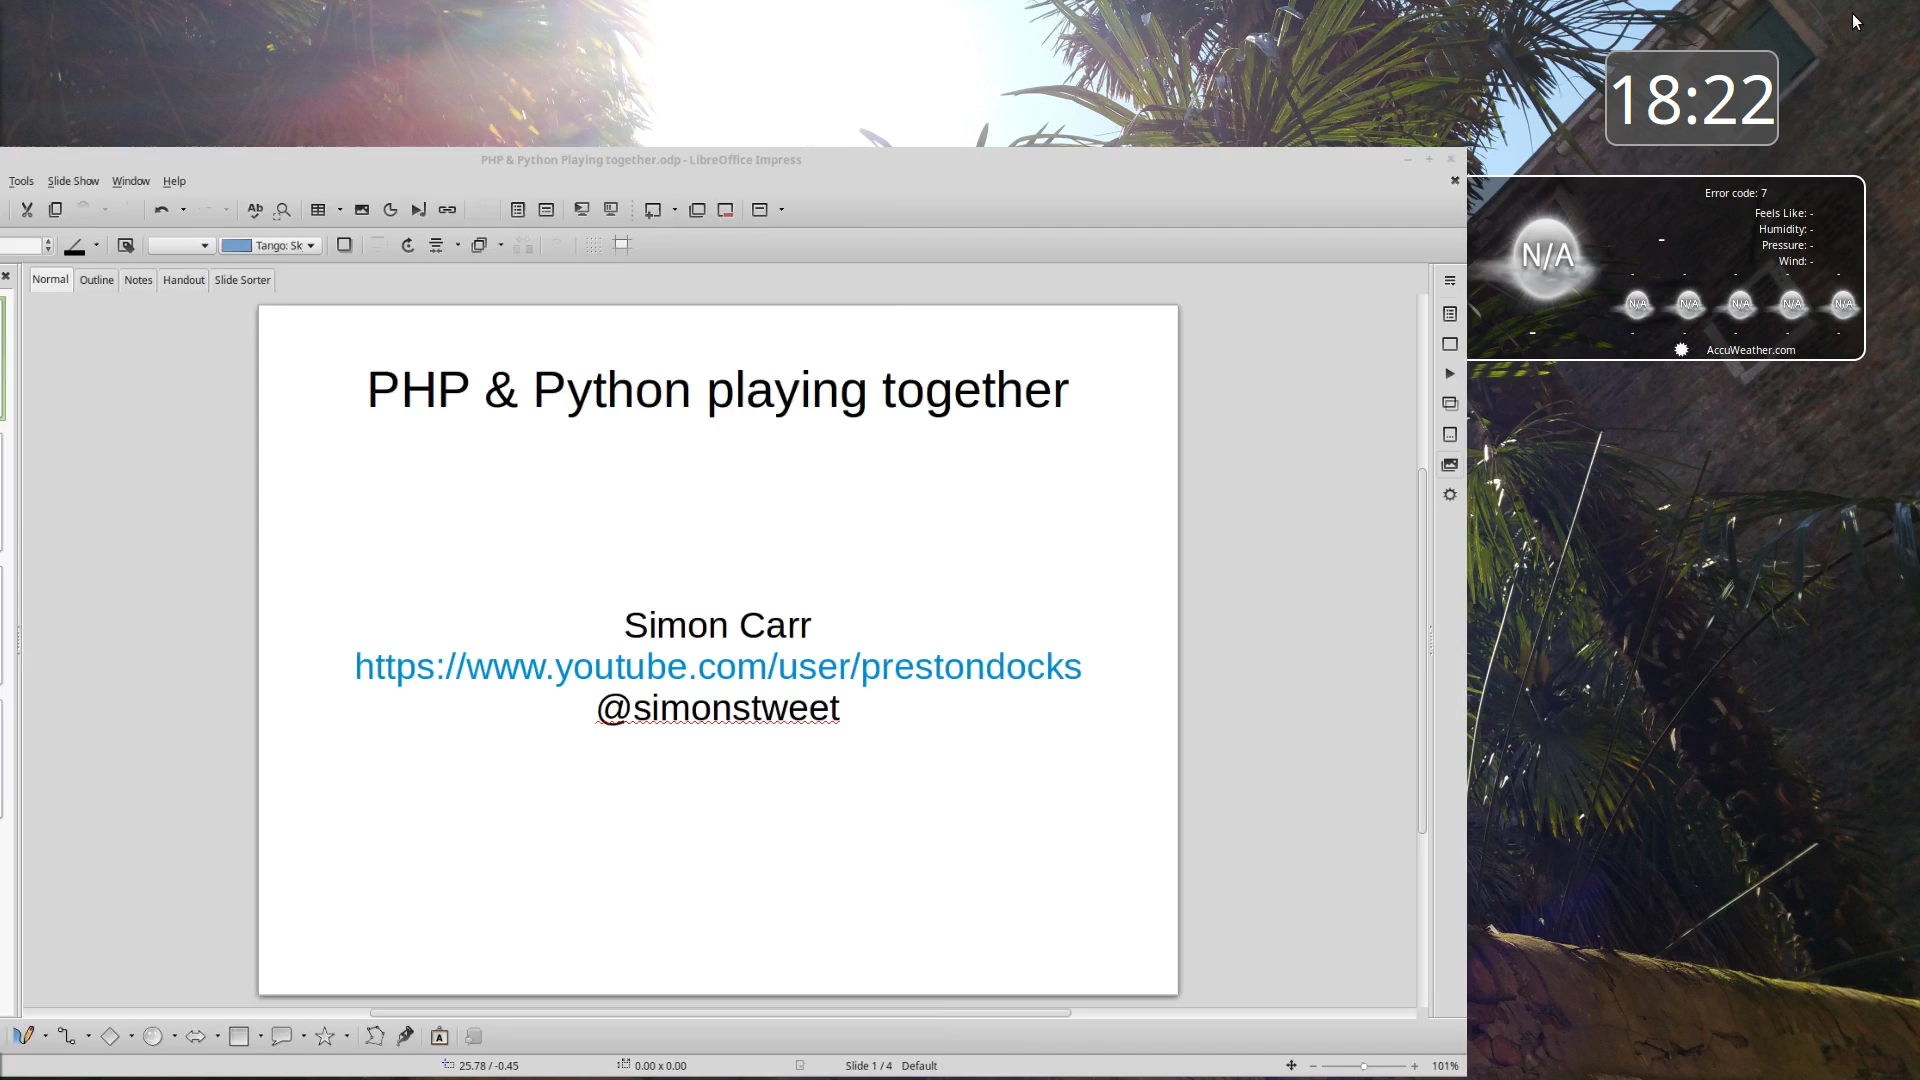 18:22
PHP & Python Playing together.odp - LibreOffice Impress
Tools Slide Show Window Help
Tango: Sk
Normal Outline Notes Handout Slide Sorter
PHP & Python playing together
Simon Carr
https://www.youtube.com/user/prestondocks
@simonstweet
25.78 / -0.45 0.00 x 0.00 Slide 1 / 4 Default 101%
Error code: 7
Feels Like: -
Humidity: -
Pressure: -
Wind: -
N/A
-
N/A N/A N/A N/A N/A
AccuWeather.com